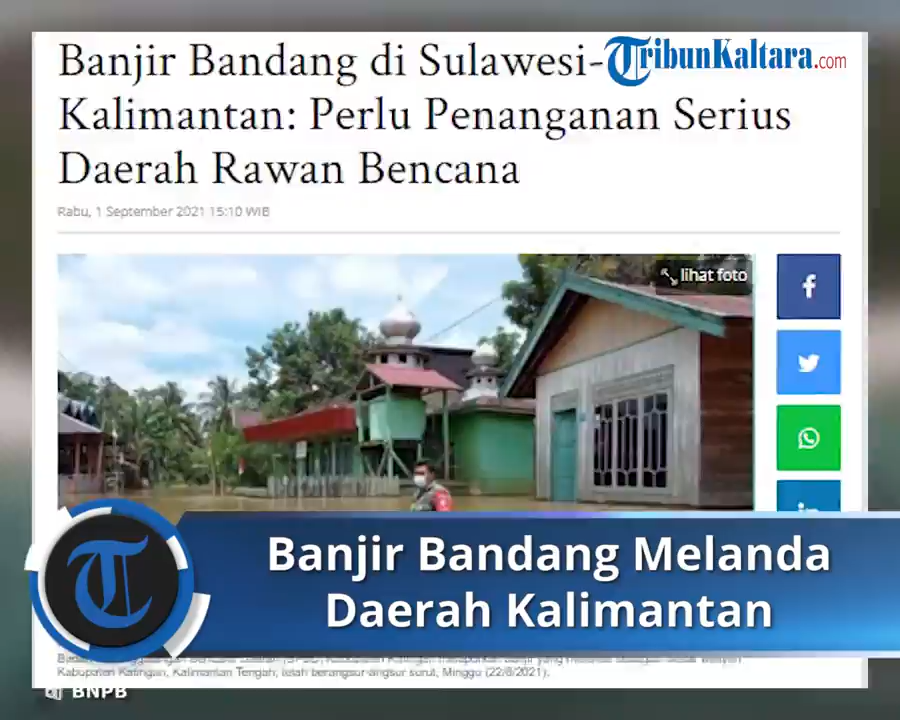 Banjir Bandang di Sulawesi-
TribunKaltara.com
Kalimantan: Perlu Penanganan Serius
Daerah Rawan Bencana
Rabu, 1 September 2021 15:10 WIB
lihat foto
f
in
T
Banjir Bandang Melanda
Daerah Kalimantan
Kabupaten Katingan, Kalimantan Tengah, telah berangsur-angsur surut, Minggu (22/8/2021).
BNPB